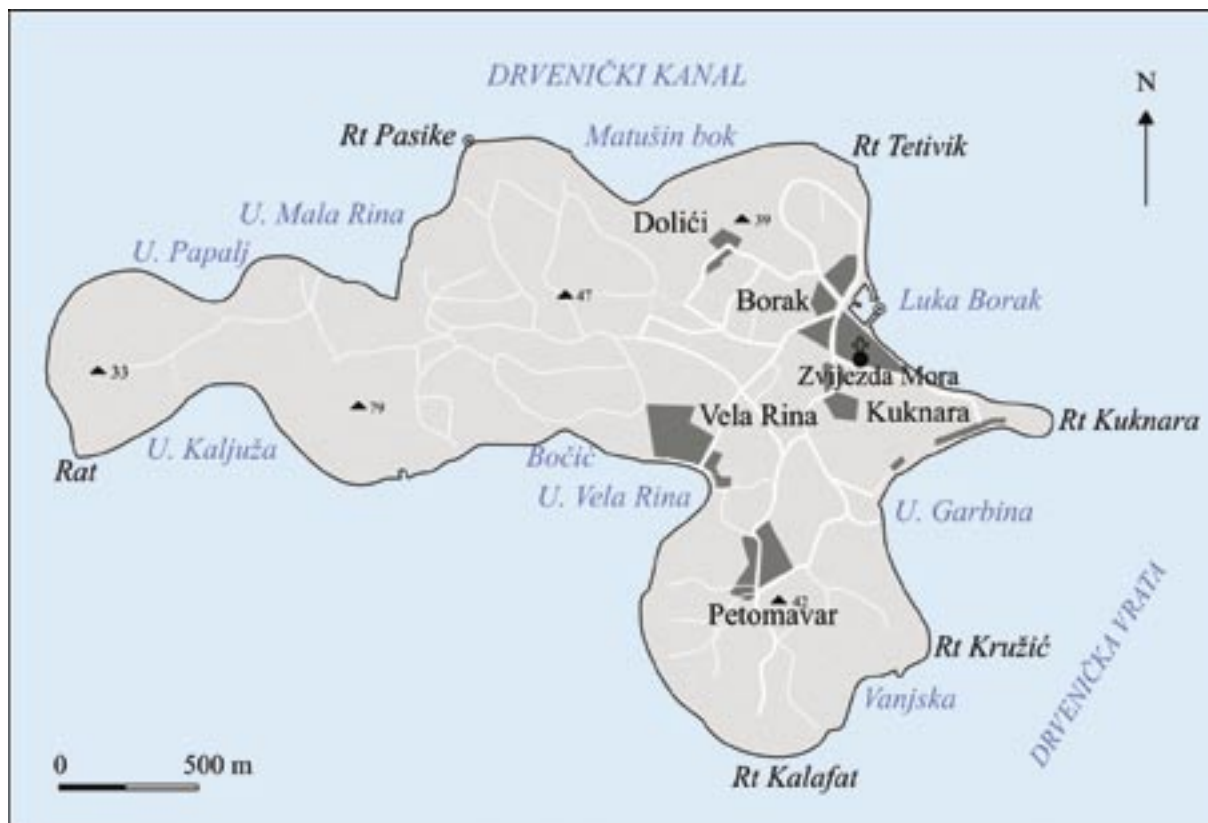 DRVENIČKI KANAL
N
Rt Pasike
Matušin bok
Rt Tetivik
U. Mala Rina
Dolići
39
U. Papalj
47
Borak
Luka Borak
33
Zvijezda Mora
79
Vela Rina
Kuknara
Rt Kuknara
Rat
U. Kaljuža
Bočić
U. Vela Rina
U. Garbina
42
Petomavar
Rt Kružić
Vanjska
DRVENIČKA VRATA
0
500 m
Rt Kalafat